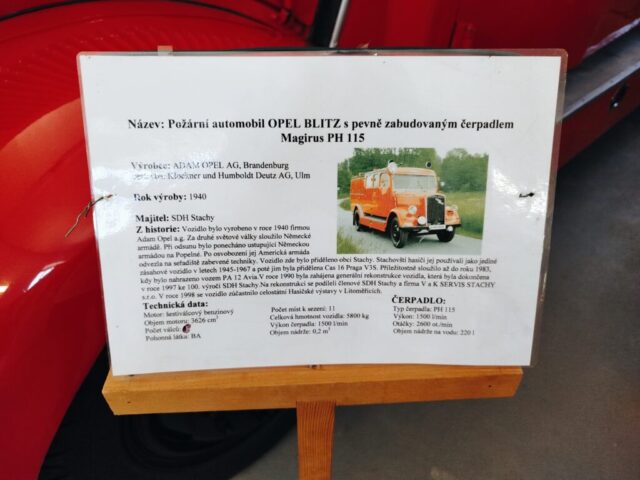 Název: Požární automobil OPEL BLITZ s pevně zabudovaným čerpadlem
Magirus PH 115
Výrobce: ADAM OPEL AG, Brandenburg
Klöckner und Humboldt Deutz AG, Ulm
Rok výroby: 1940
Majitel: SDH Stachy
Z historie: Vozidlo bylo vyrobeno v roce 1940 firmou
Adam Opel a.g. Za druhé světové války sloužilo Německé
armádě. Při odsunu bylo ponecháno ustupující Německou
armádou na Popelné. Po osvobození jej Americká armáda
odvezla na seřadiště zabavené techniky. Vozidlo zde bylo přiděleno obci Stachy. Stachovští hasiči jej používali jako jediné
zásahové vozidlo v letech 1945-1967 a poté jim byla přidělena Cas 16 Praga V3S. Příležitostně sloužilo až do roku 1983,
kdy bylo nahrazeno vozem PA 12 Avia.V roce 1990 byla zahájena generální rekonstrukce vozidla, která byla dokončena
v roce 1997 ke 100. výročí SDH Stachy.Na rekonstrukci se podíleli členové SDH Stachy a firma V a K SERVIS STACHY
s.r.o. V roce 1998 se vozidlo zúčastnilo celostátní Hasičské výstavy v Litoměřicích.
Technická data:
Motor: šestiválcový benzínový
Objem motoru: 3626 cm³
Počet válců:
Pohonná látka: BA
Počet míst k sezení: 11
Celková hmotnost vozidla: 5800 kg
Výkon čerpadla: 1500 l/min
Objem nádrže: 0,2 m³
ČERPADLO:
Typ čerpadla: PH 115
Výkon: 1500 l/min
Otáčky: 2600 ot./min
Objem nádrže na vodu: 220 l